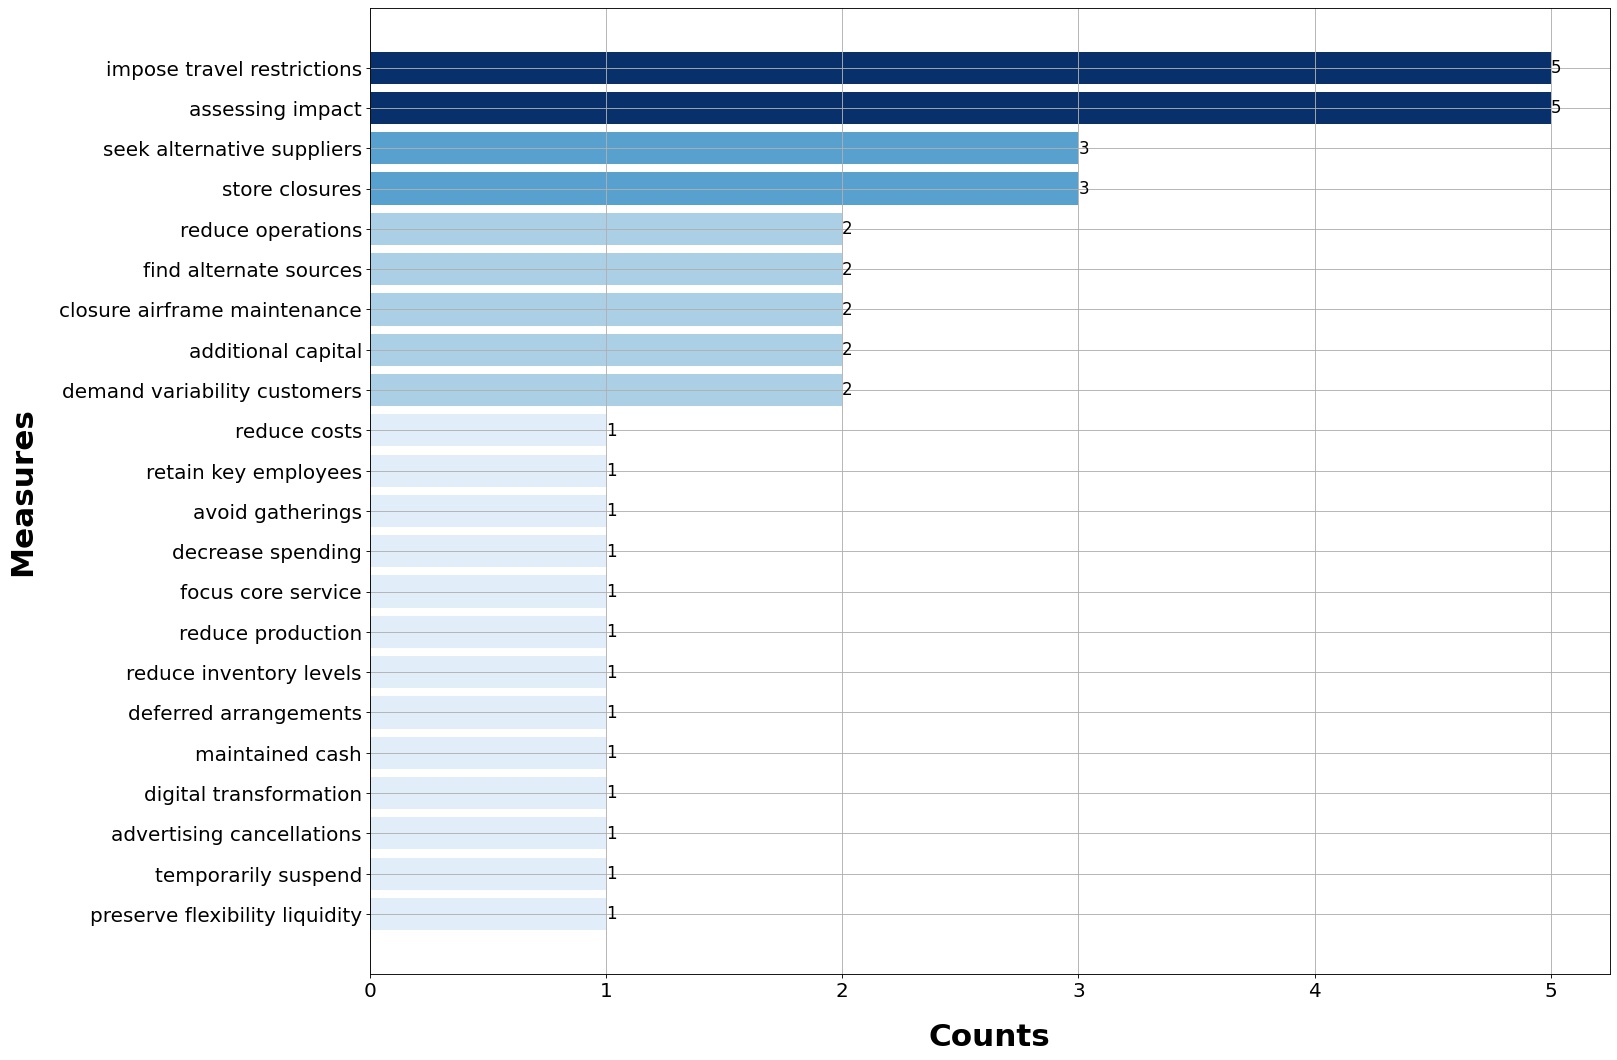 impose travel restrictions 5
assessing impact 5
seek alternative suppliers 3
store closures 3
reduce operations 2
find alternate sources 2
closure airframe maintenance 2
additional capital 2
demand variability customers 2
reduce costs 1
retain key employees 1
avoid gatherings 1
decrease spending 1
focus core service 1
reduce production 1
reduce inventory levels 1
deferred arrangements 1
maintained cash 1
digital transformation 1
advertising cancellations 1
temporarily suspend 1
preserve flexibility liquidity 1
Measures
0 1 2 3 4 5
Counts